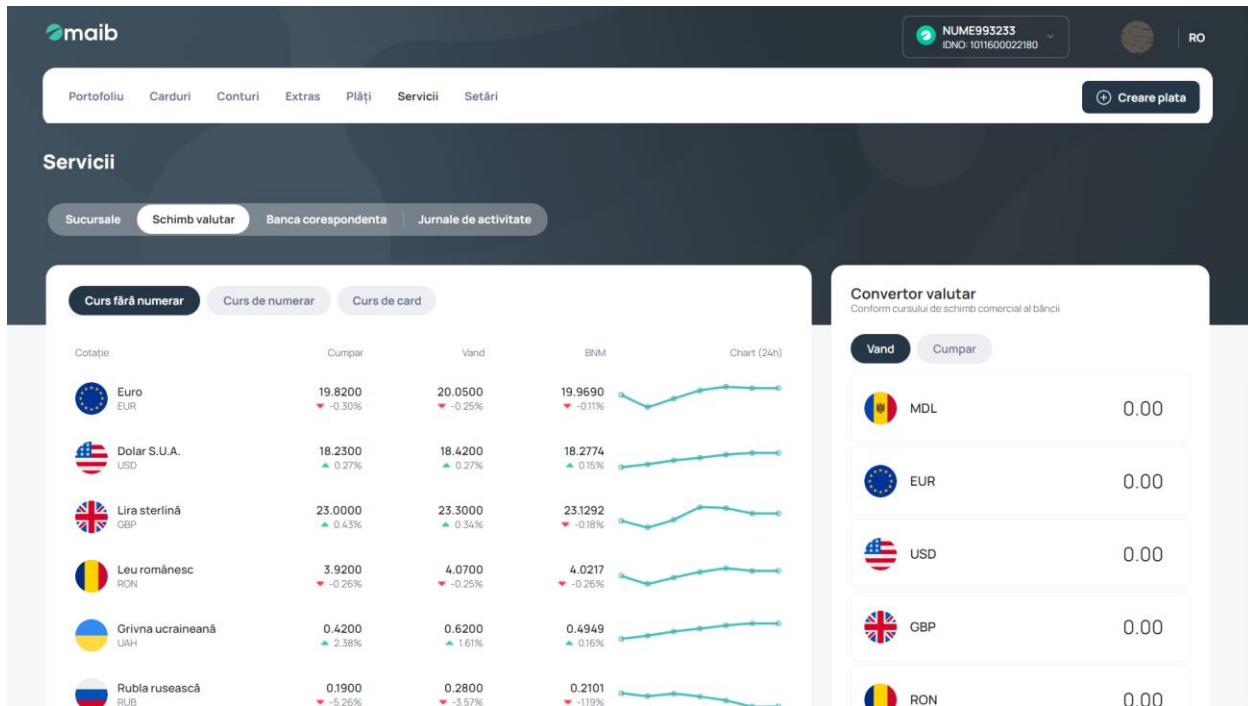 maib
NUME993233
IDNO: 1011600022180
RO
Portofoliu Carduri Conturi Extras Plăți Servicii Setări
Creare plata
Servicii
Sucursale Schimb valutar Banca corespondenta Jurnale de activitate
Curs fără numerar Curs de numerar Curs de card
Cotație Cumpar Vand BNM Chart (24h)
Euro 19.8200 20.0500 19.9690
EUR -0.30% -0.25% -0.11%
Dolar S.U.A. 18.2300 18.4200 18.2774
USD 0.27% 0.27% 0.15%
Lira sterlină 23.0000 23.3000 23.1292
GBP 0.43% 0.34% -0.18%
Leu românesc 3.9200 4.0700 4.0217
RON -0.26% -0.25% -0.26%
Grivna ucraineană 0.4200 0.6200 0.4949
UAH 2.38% 1.61% 0.16%
Rubla rusească 0.1900 0.2800 0.2101
RUB -5.26% -3.57% -1.19%
Convertor valutar
Conform cursului de schimb comercial al băncii
Vand Cumpar
MDL 0.00
EUR 0.00
USD 0.00
GBP 0.00
RON 0.00